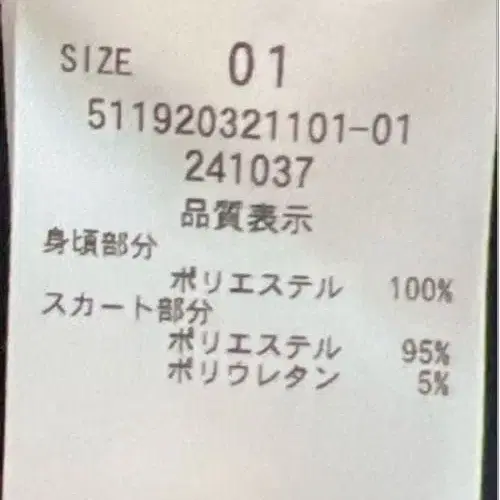 SIZE 01
511920321101-01
241037
品質表示
身頃部分
ポリエステル 100%
スカート部分
ポリエステル 95%
ポリウレタン 5%